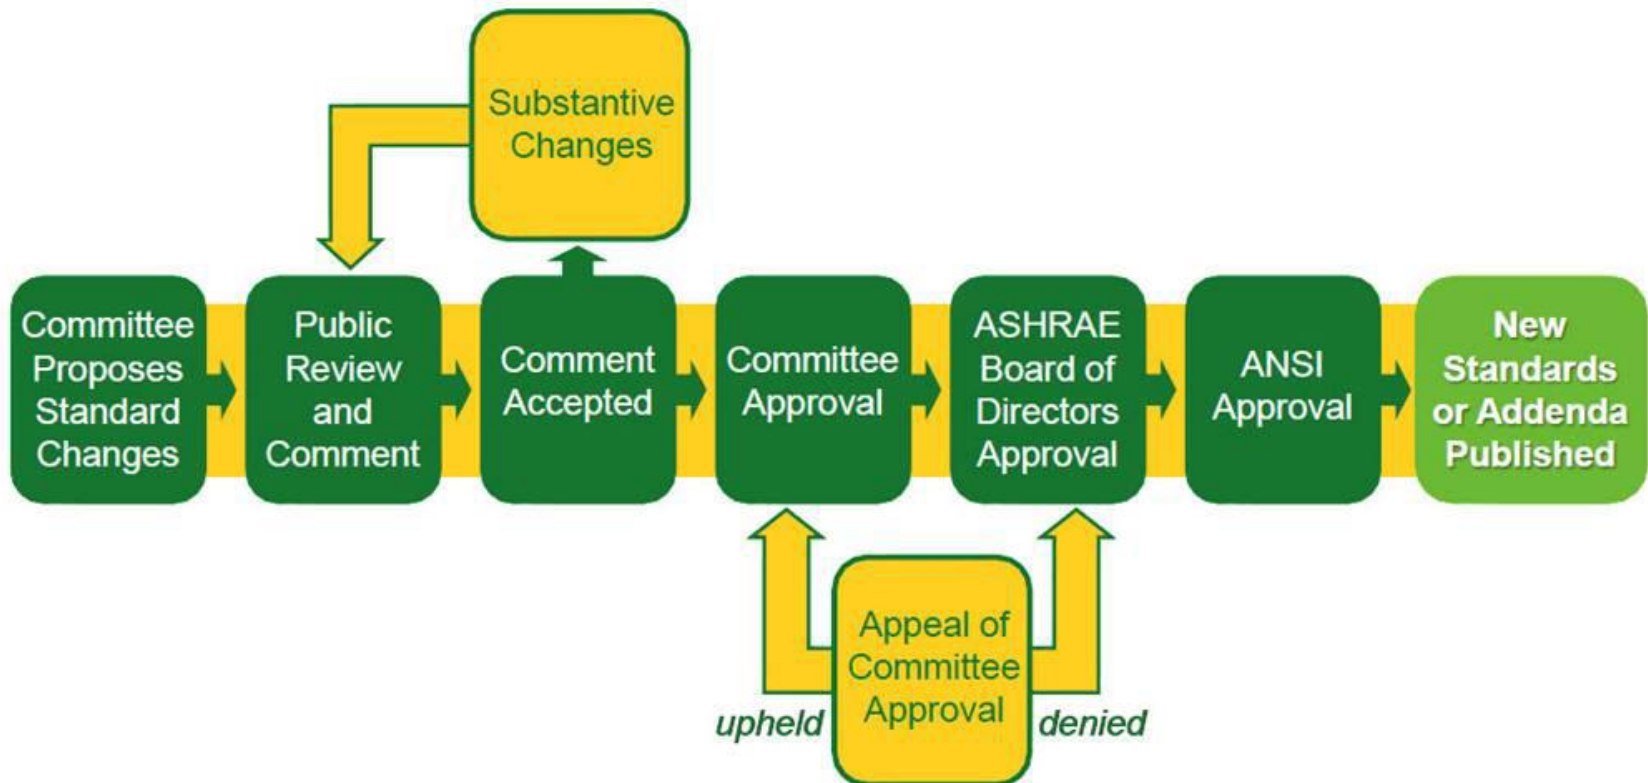 Substantive
Changes
Committee
Proposes
Standard
Changes
Public
Review
and
Comment
Comment
Accepted
Committee
Approval
ASHRAE
Board of
Directors
Approval
ANSI
Approval
New
Standards
or Addenda
Published
Appeal of
Committee
Approval
upheld
denied